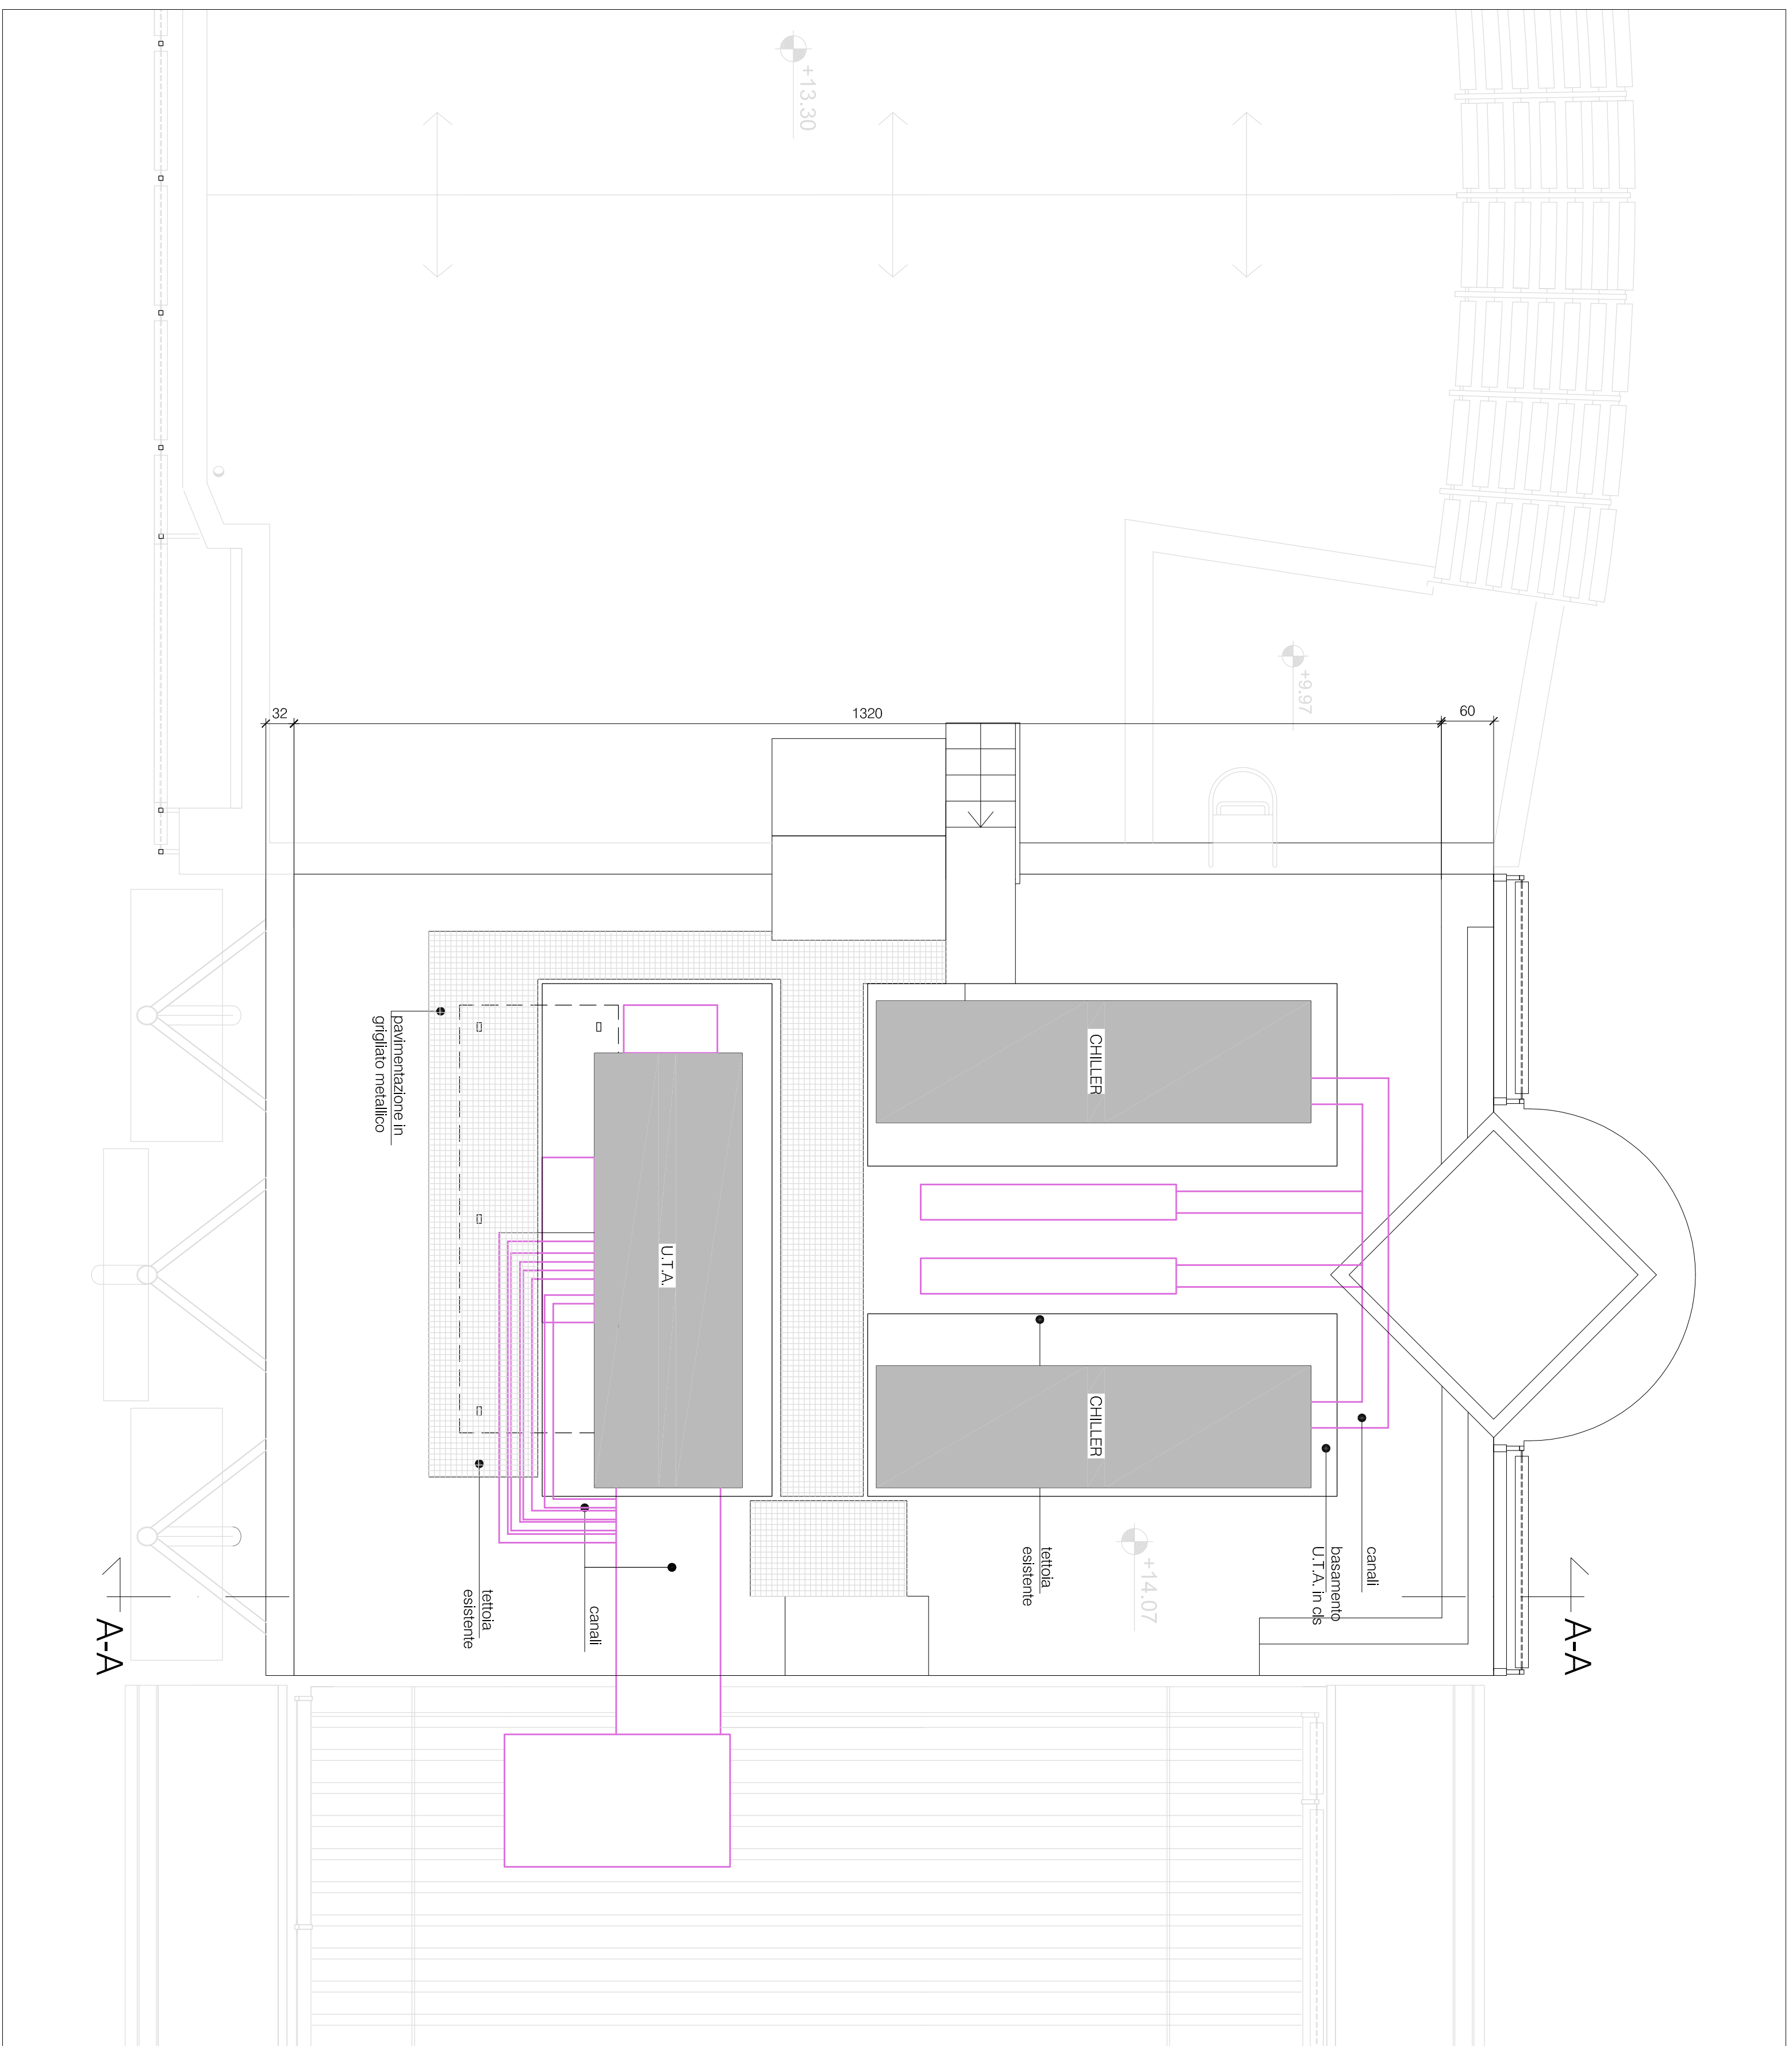 +13.30
+9.97
32
1320
60
CHILLER
U.T.A.
CHILLER
pavimentazione in
grigliato metallico
tettoia
esistente
canali
tettoia
esistente
+14.07
basamento
U.T.A. in cls
canali
A-A
A-A